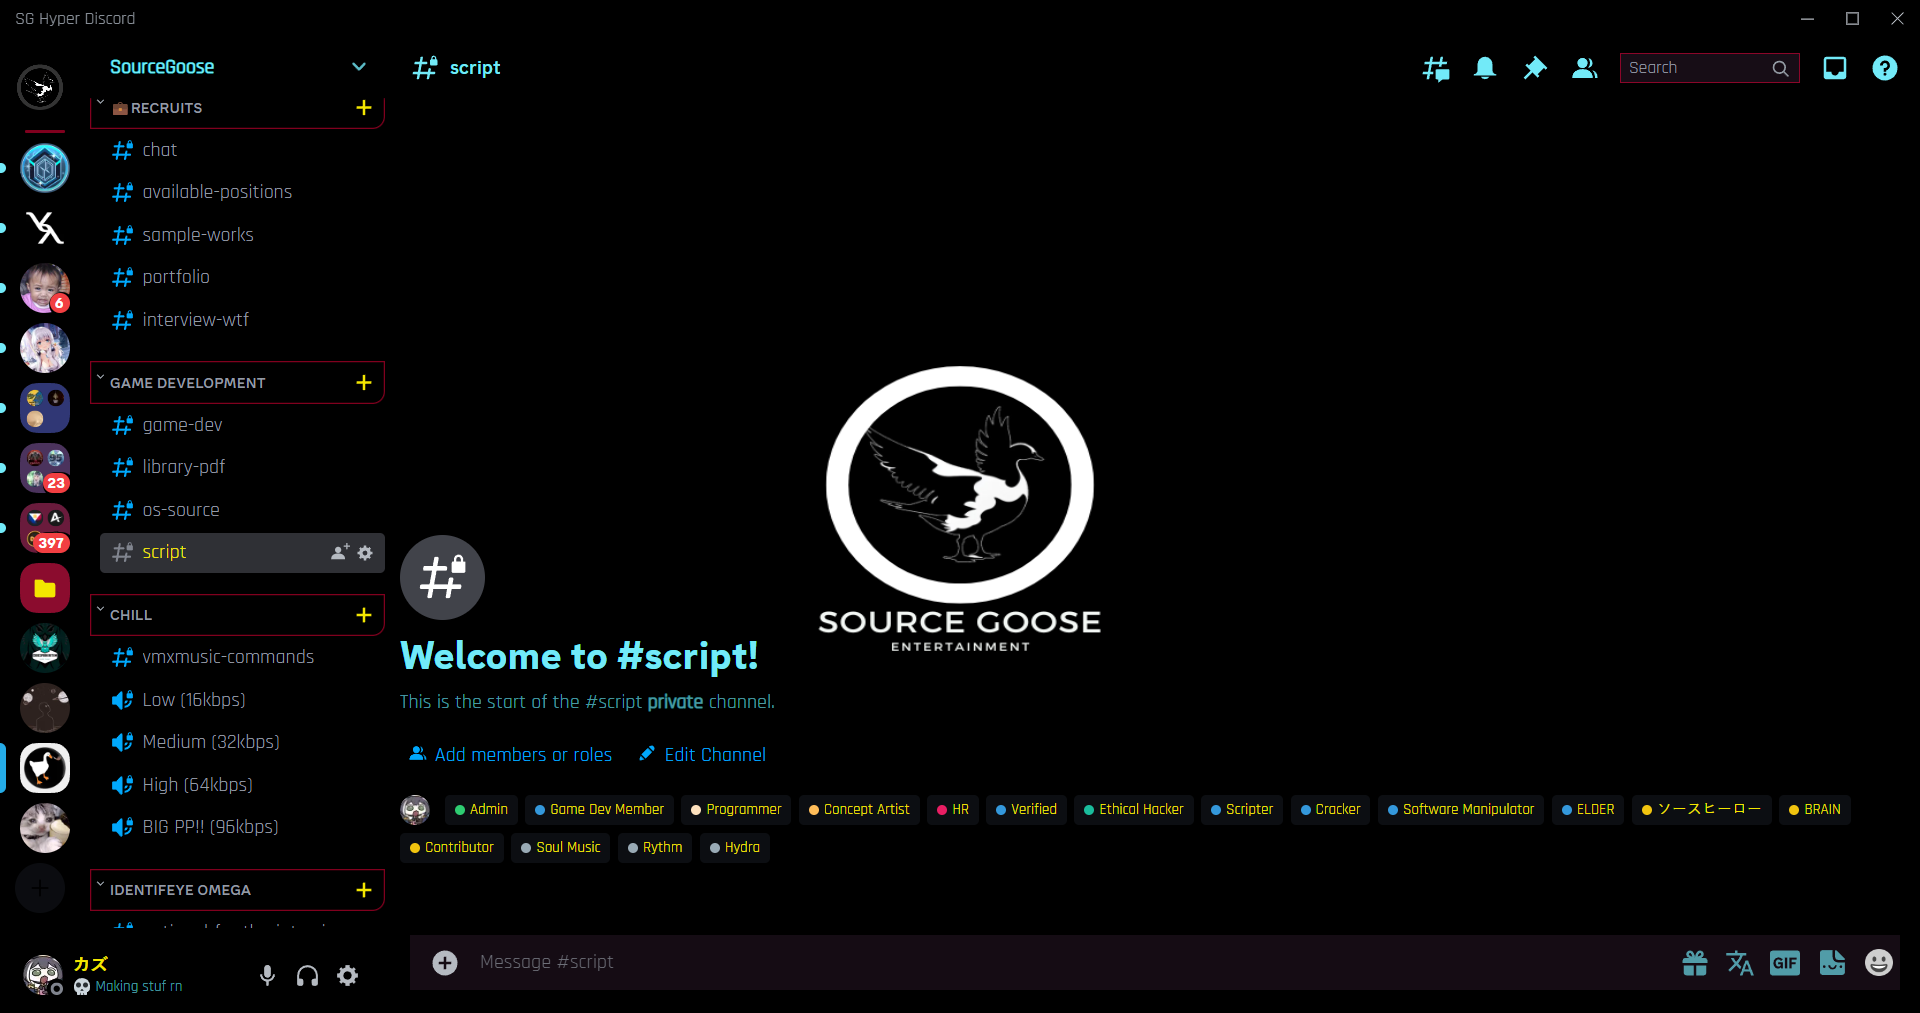 SG Hyper Discord
SourceGoose
RECRUITS
chat
available-positions
sample-works
portfolio
interview-wtf
GAME DEVELOPMENT
game-dev
library-pdf
os-source
script
CHILL
vmxmusic-commands
Low (16kbps)
Medium (32kbps)
High (64kbps)
BIG PP!! (96kbps)
IDENTIFEYE OMEGA
6
23
397
カズ
Making stuf rn
script
Search
SOURCE GOOSE
ENTERTAINMENT
Welcome to #script!
This is the start of the #script private channel.
Add members or roles Edit Channel
Admin Game Dev Member Programmer Concept Artist HR Verified Ethical Hacker Scripter Cracker Software Manipulator ELDER ソースヒーロー BRAIN
Contributor Soul Music Rythm Hydra
Message #script
GIF